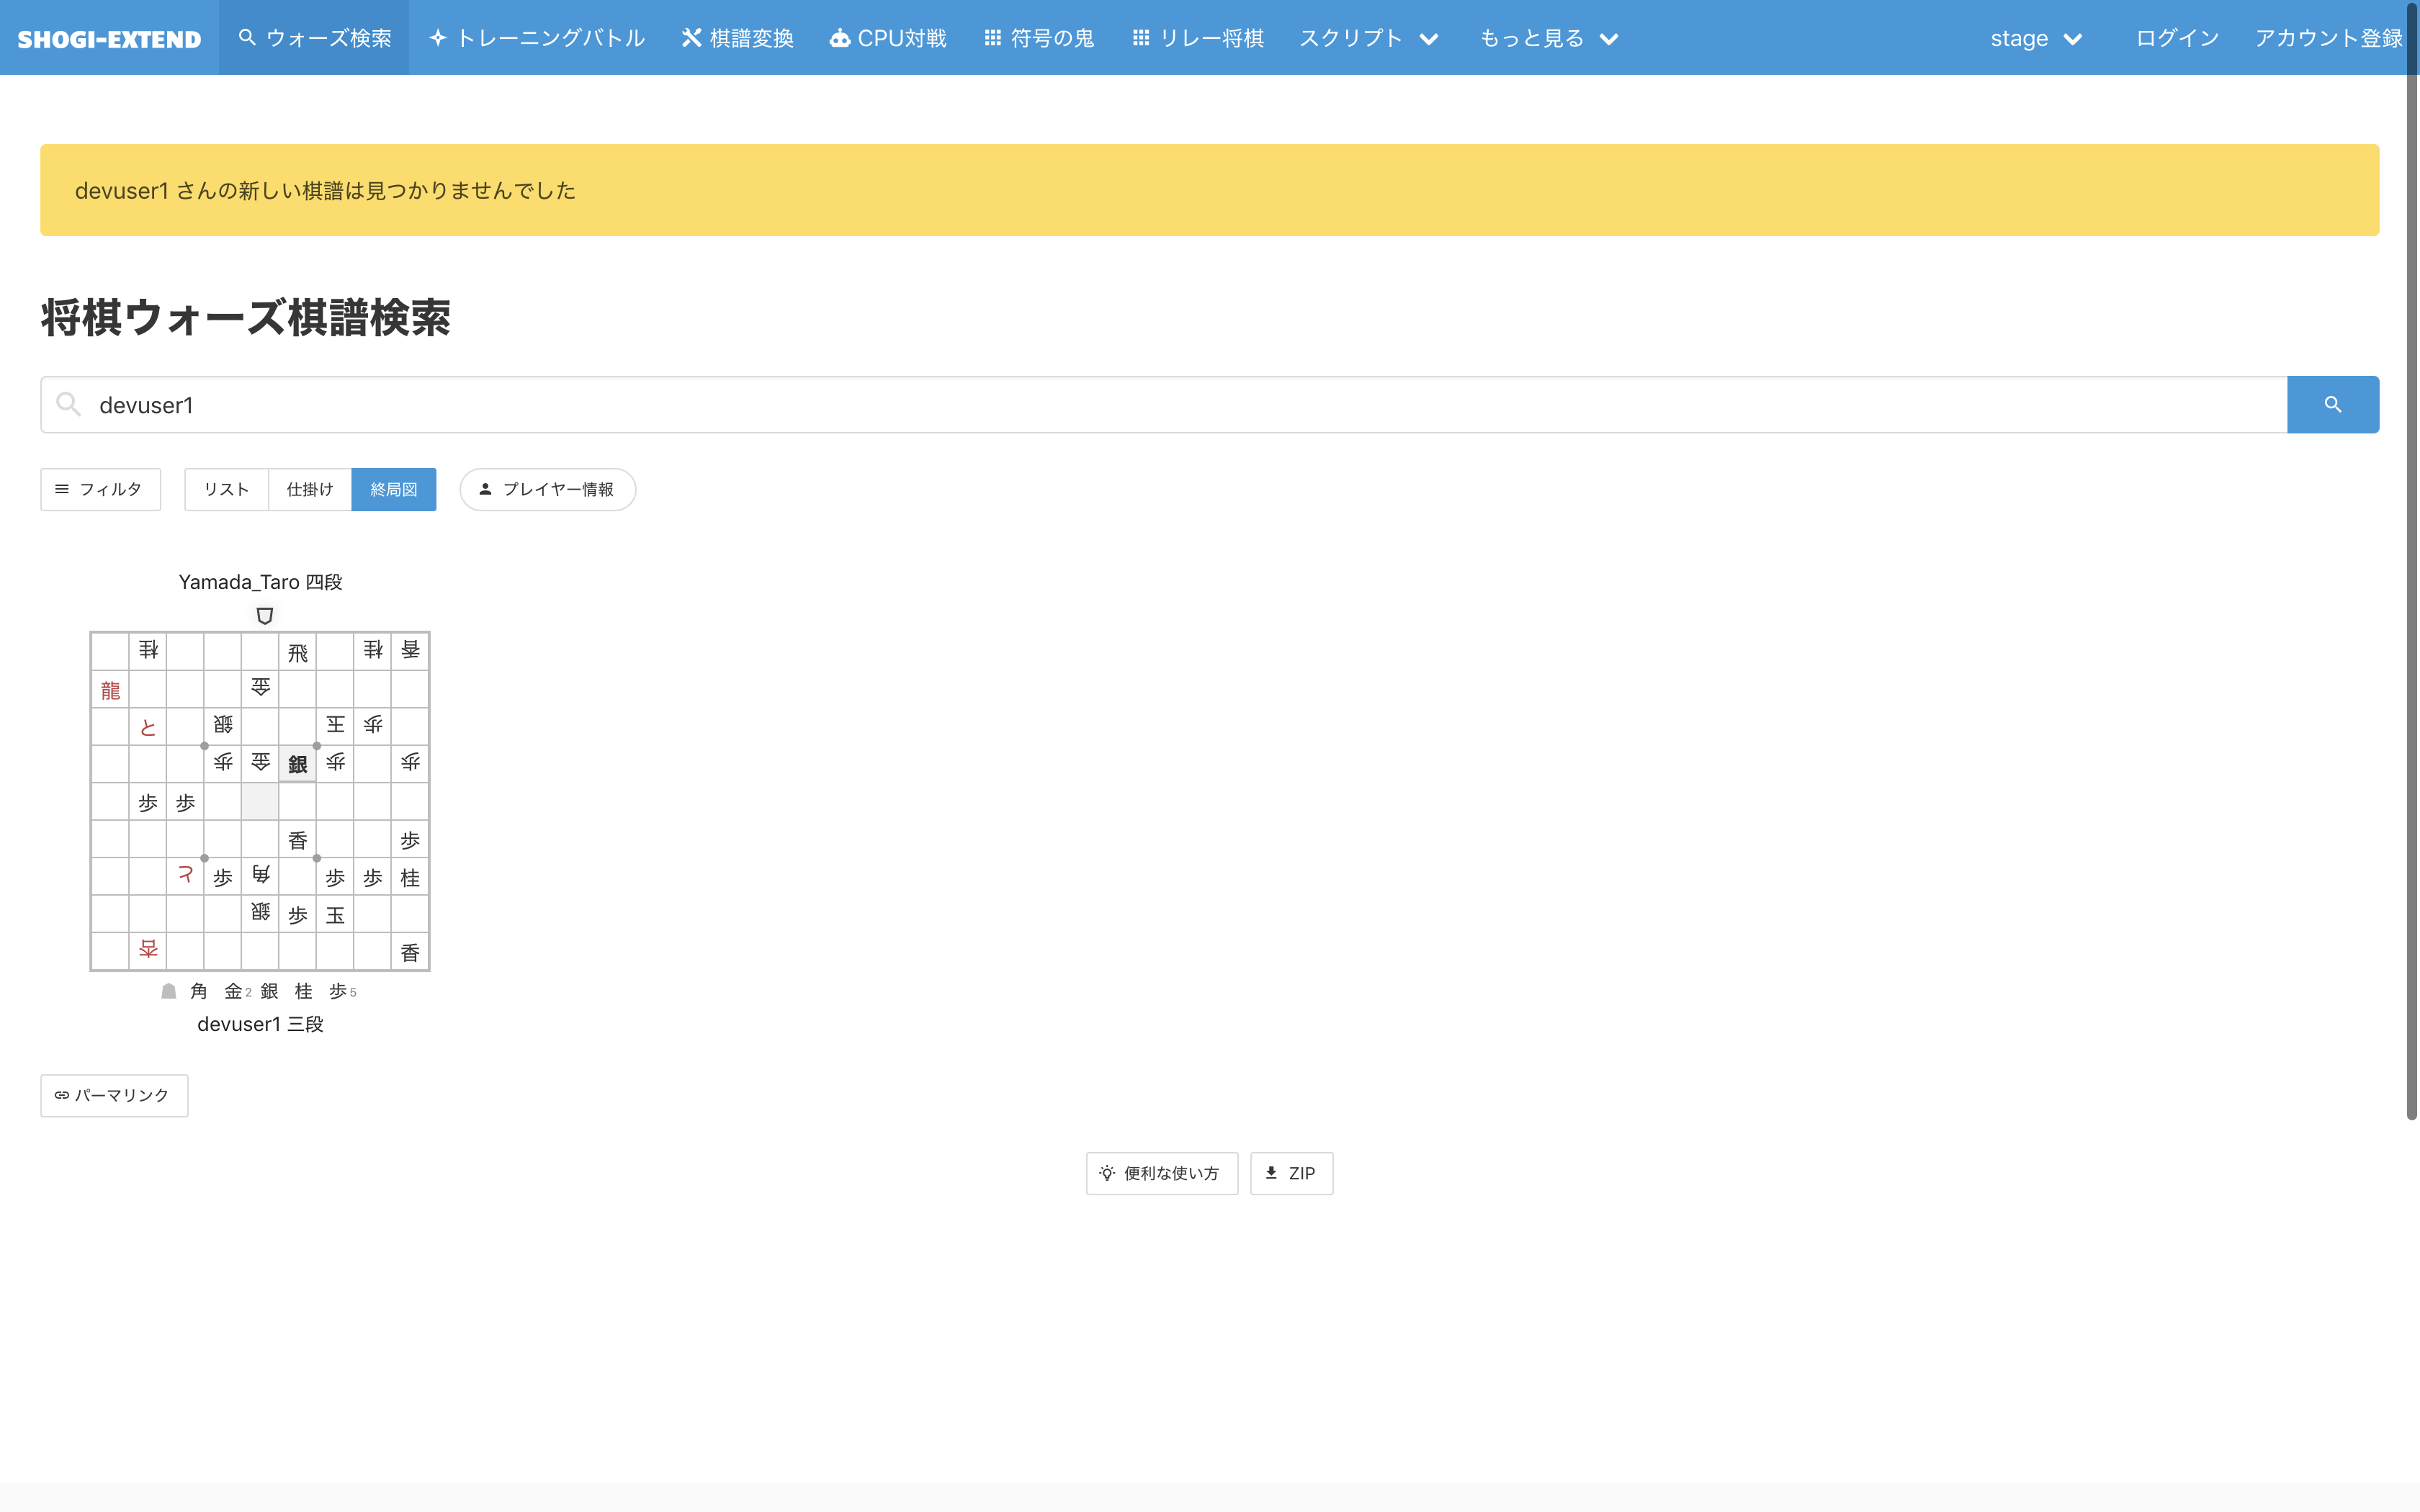 SHOGI-EXTEND ウォーズ検索 トレーニングバトル 棋譜変換 CPU対戦 符号の鬼 リレー将棋 スクリプト もっと見る stage ログイン アカウント登録
devuser1 さんの新しい棋譜は見つかりませんでした
将棋ウォーズ棋譜検索
devuser1
フィルタ リスト 仕掛け 終局図 プレイヤー情報
Yamada_Taro 四段
桂 飛 桂 香
龍 金
と 銀 王 歩
歩 金 銀 歩 歩
歩 歩
香 歩
と 歩 角 歩 歩 桂
銀 歩 玉
杏 香
角 金2 銀 桂 歩5
devuser1 三段
パーマリンク
便利な使い方 ZIP